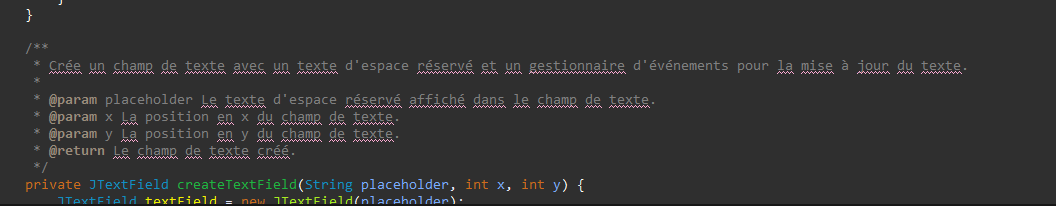 }
/**
* Crée un champ de texte avec un texte d'espace réservé et un gestionnaire d'événements pour la mise à jour du texte.
*
* @param placeholder Le texte d'espace réservé affiché dans le champ de texte.
* @param x La position en x du champ de texte.
* @param y La position en y du champ de texte.
* @return Le champ de texte créé.
*/
private JTextField createTextField(String placeholder, int x, int y) {
JTextField textField = new JTextField(placeholder);